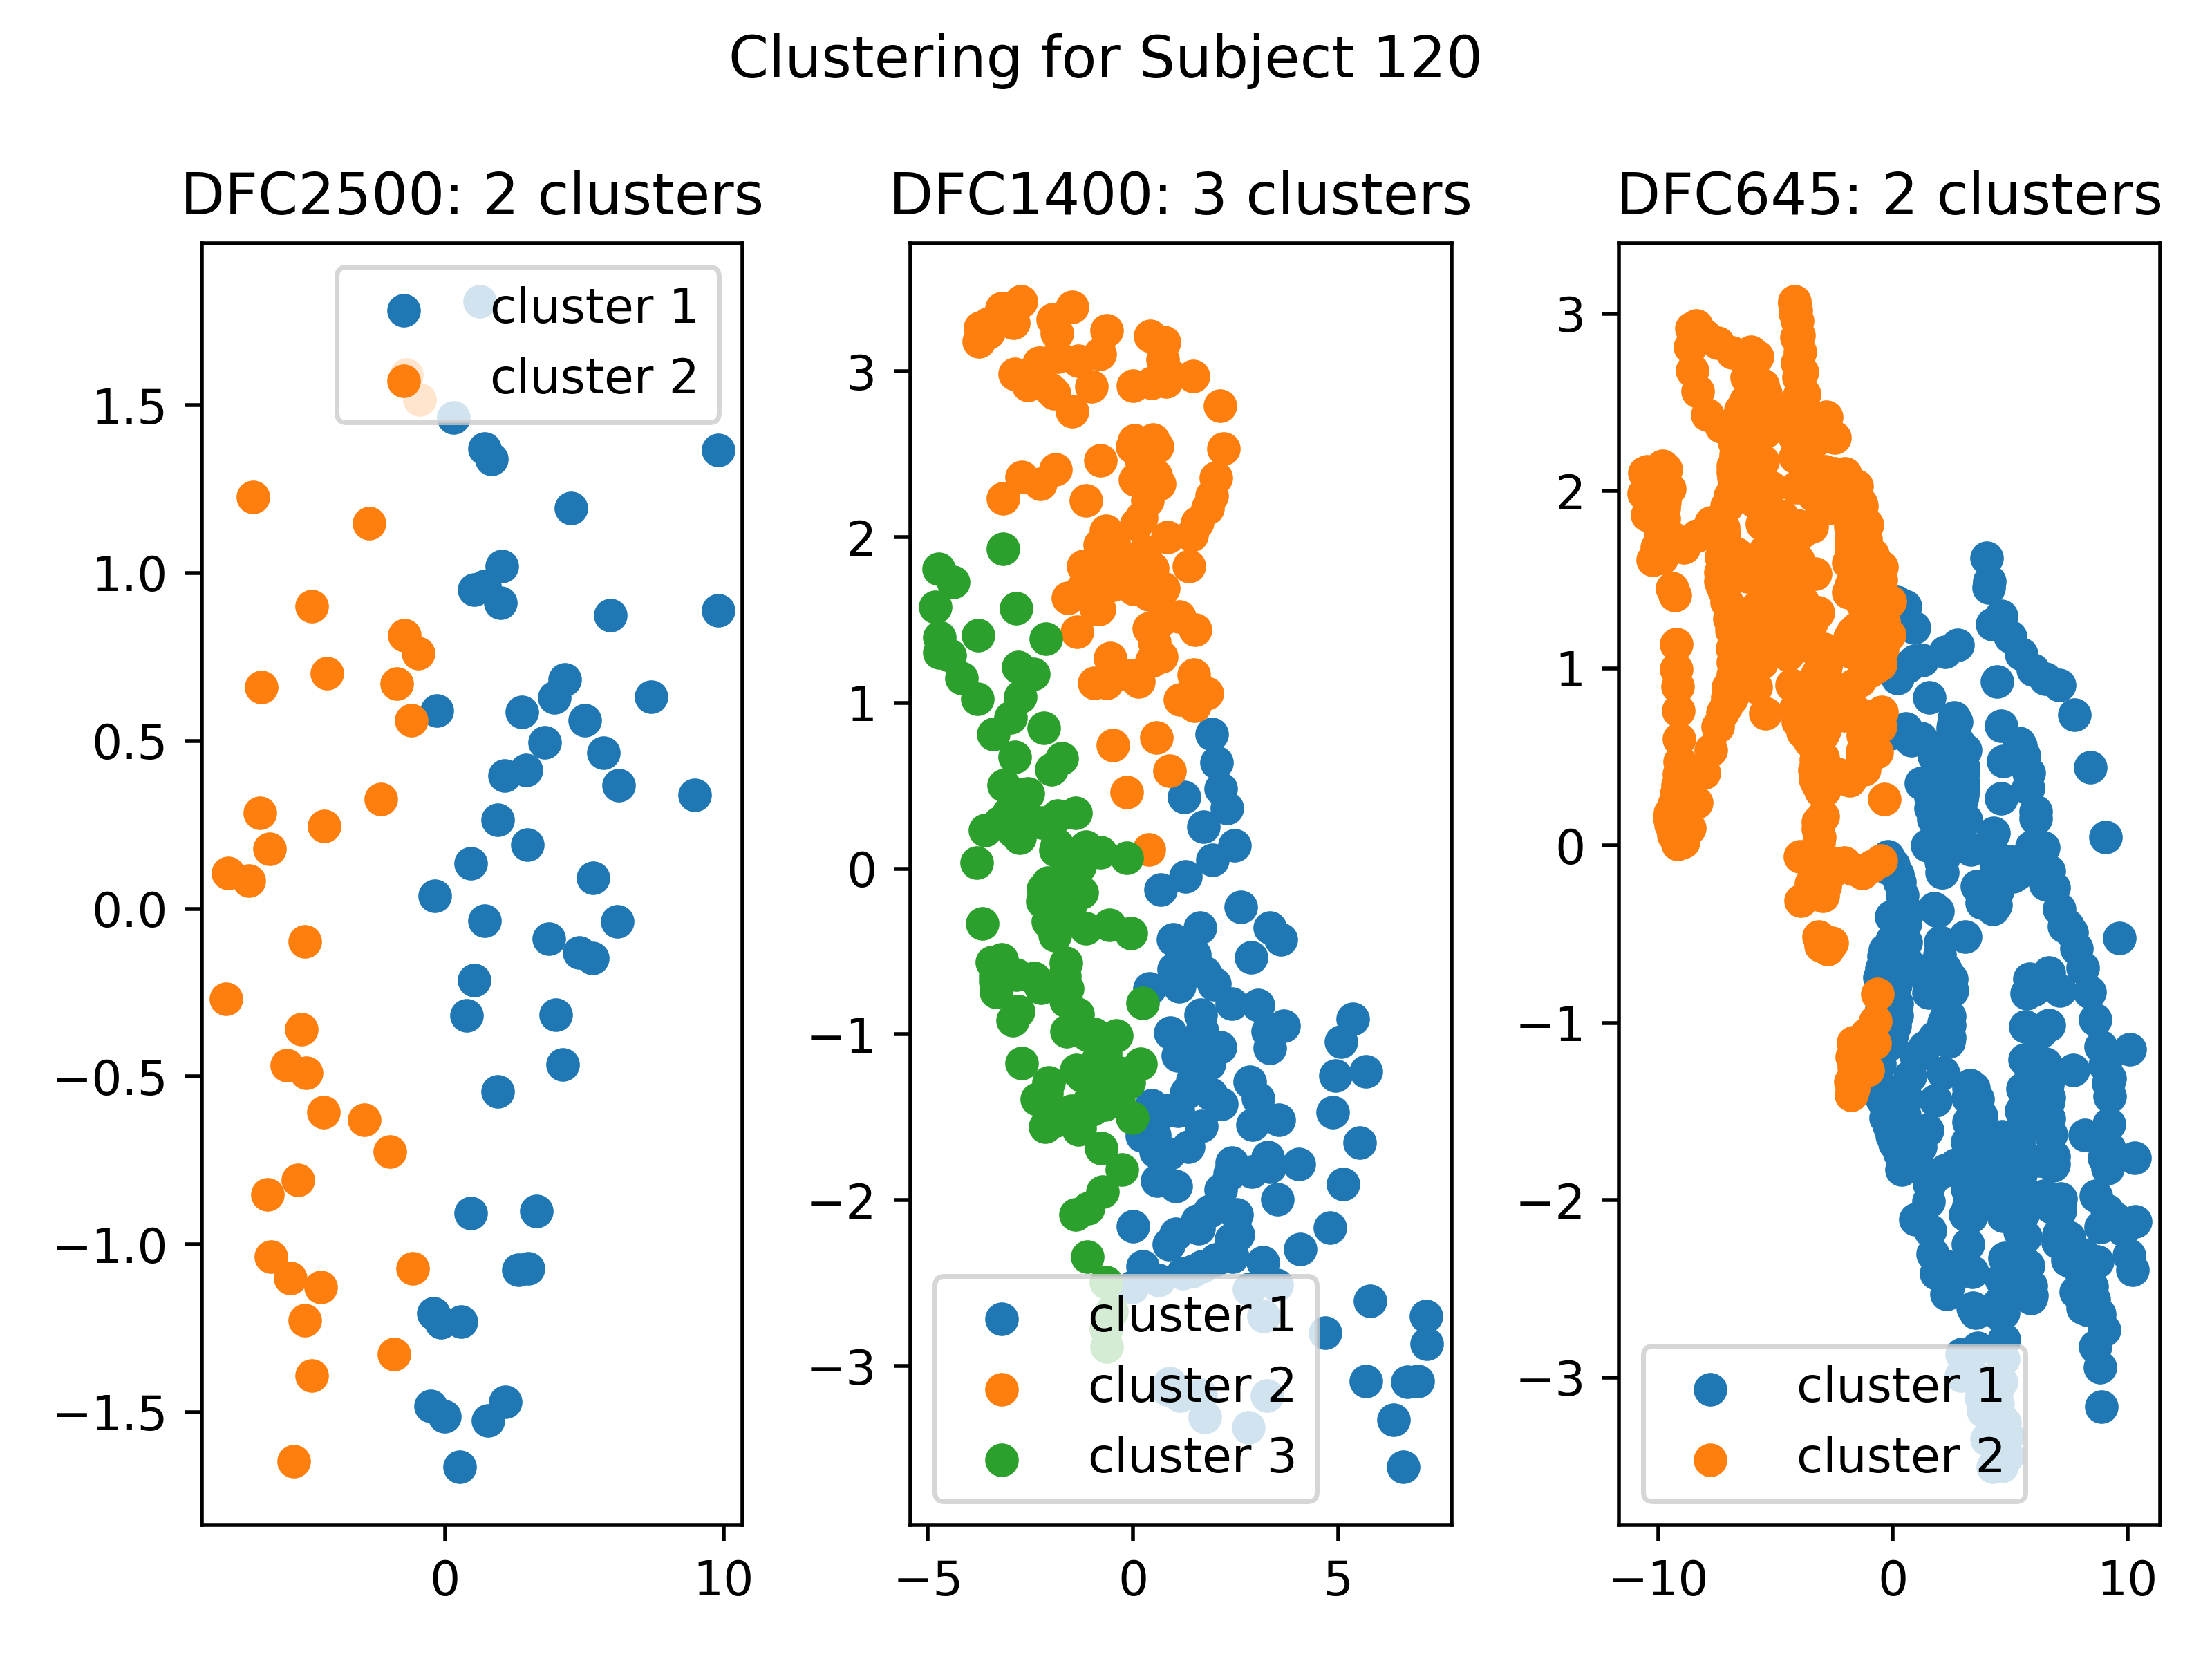 Clustering for Subject 120
DFC2500: 2 clusters
1.5
1.0
0.5
0.0
−0.5
−1.0
−1.5
0
10
cluster 1
cluster 2
DFC1400: 3 clusters
3
2
1
0
−1
−2
−3
−5
0
5
cluster 1
cluster 2
cluster 3
DFC645: 2 clusters
3
2
1
0
−1
−2
−3
−10
0
10
cluster 1
cluster 2